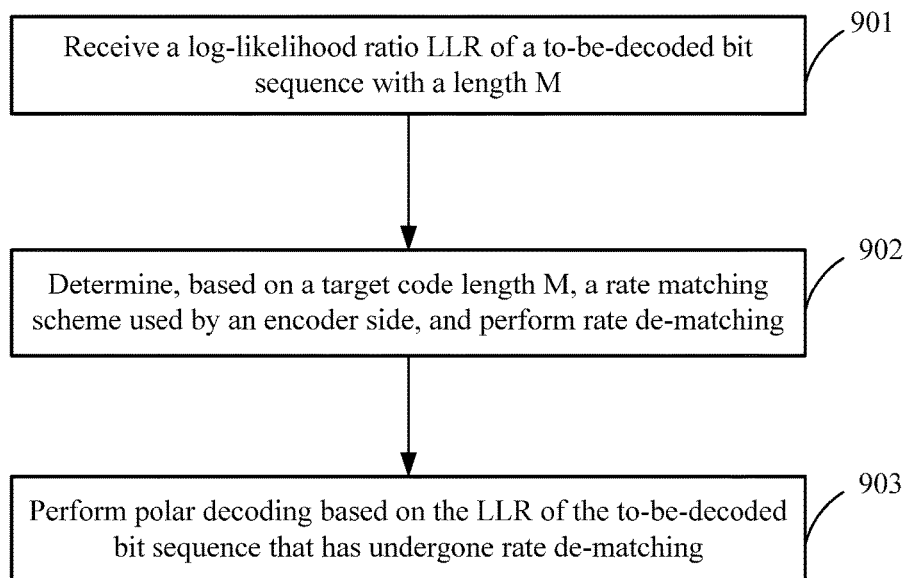 901
Receive a log-likelihood ratio LLR of a to-be-decoded bit
sequence with a length M
902
Determine, based on a target code length M, a rate matching
scheme used by an encoder side, and perform rate de-matching
903
Perform polar decoding based on the LLR of the to-be-decoded
bit sequence that has undergone rate de-matching